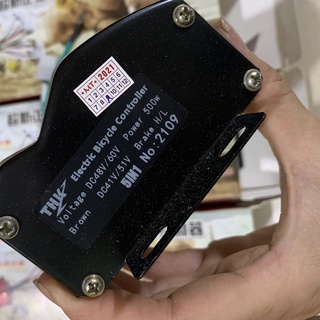 MT 2021
1 2 3 4 5 6
7 8 9 10 11 12
THK Electric Bicycle Controller
Voltage DC48V/60V Power 500w
Brown DC41V/51V Brake H/L
5IN1 No:2109